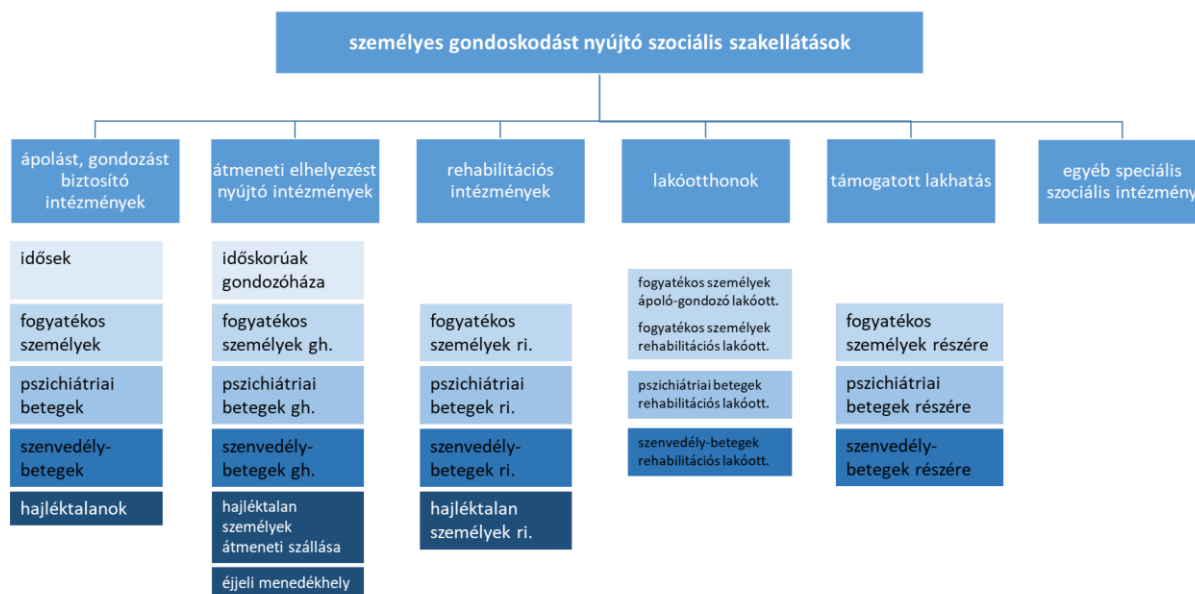 személyes gondoskodást nyújtó szociális szakellátások
ápolást, gondozást
biztosító
intézmények
átmeneti elhelyezést
nyújtó intézmények
rehabilitációs
intézmények
lakóotthonok
támogatott lakhatás
egyéb speciális
szociális intézmény
idősek
fogyatékos
személyek
pszichiátriai
betegek
szenvedély-
betegek
hajléktalanok
időskorúak
gondozóháza
fogyatékos
személyek gh.
pszichiátriai
betegek gh.
szenvedély-
betegek gh.
hajléktalan
személyek
átmeneti szállása
éjjeli menedékhely
fogyatékos
személyek ri.
pszichiátriai
betegek ri.
szenvedély-
betegek ri.
hajléktalan
személyek ri.
fogyatékos személyek
ápoló-gondozó lakóott.
fogyatékos személyek
rehabilitációs lakóott.
pszichiátriai betegek
rehabilitációs lakóott.
szenvedély-betegek
rehabilitációs lakóott.
fogyatékos
személyek részére
pszichiátriai
betegek részére
szenvedély-
betegek részére